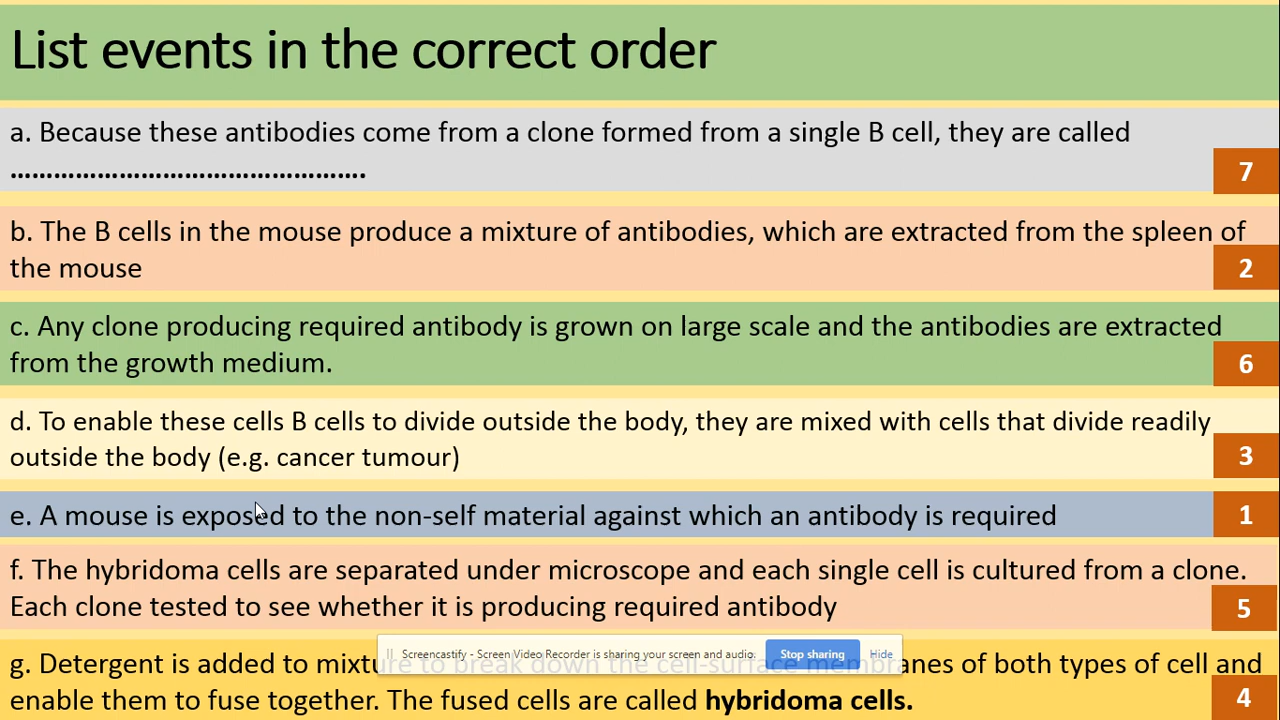 List events in the correct order
a. Because these antibodies come from a clone formed from a single B cell, they are called
………………………………………….
7
b. The B cells in the mouse produce a mixture of antibodies, which are extracted from the spleen of
the mouse
2
c. Any clone producing required antibody is grown on large scale and the antibodies are extracted
from the growth medium.
6
d. To enable these cells B cells to divide outside the body, they are mixed with cells that divide readily
outside the body (e.g. cancer tumour)
3
e. A mouse is exposed to the non-self material against which an antibody is required
1
f. The hybridoma cells are separated under microscope and each single cell is cultured from a clone.
Each clone tested to see whether it is producing required antibody
5
Screencastify - Screen Video Recorder is sharing your screen and audio. Stop sharing Hide
g. Detergent is added to mixture to break down the cell-surface membranes of both types of cell and
enable them to fuse together. The fused cells are called hybridoma cells.
4